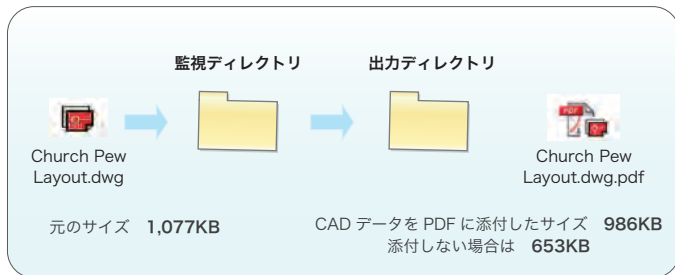 監視ディレクトリ
出力ディレクトリ
PDF
Church Pew
Layout.dwg
Church Pew
Layout.dwg.pdf
元のサイズ 1,077KB
CAD データを PDF に添付したサイズ 986KB
添付しない場合は 653KB